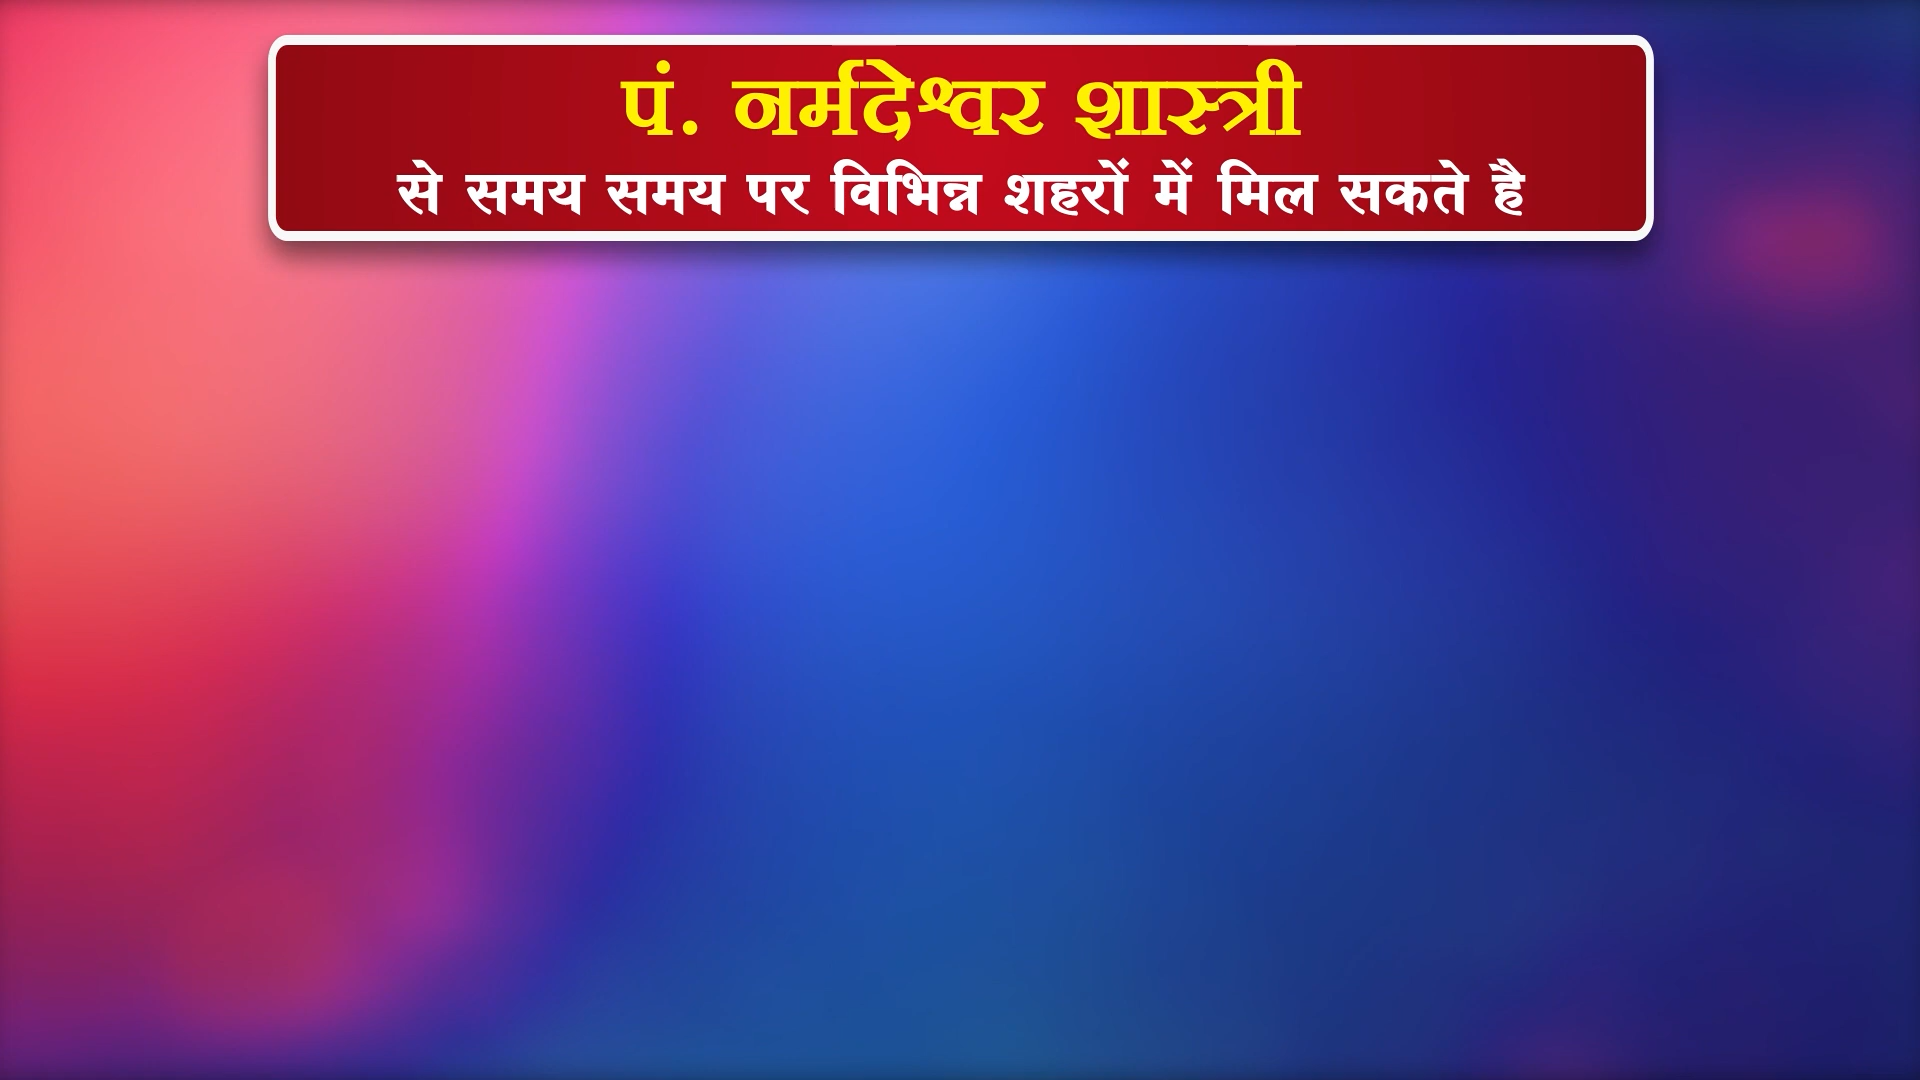 पं. नर्मदेश्वर शास्त्री
से समय समय पर विभिन्न शहरों में मिल सकते है